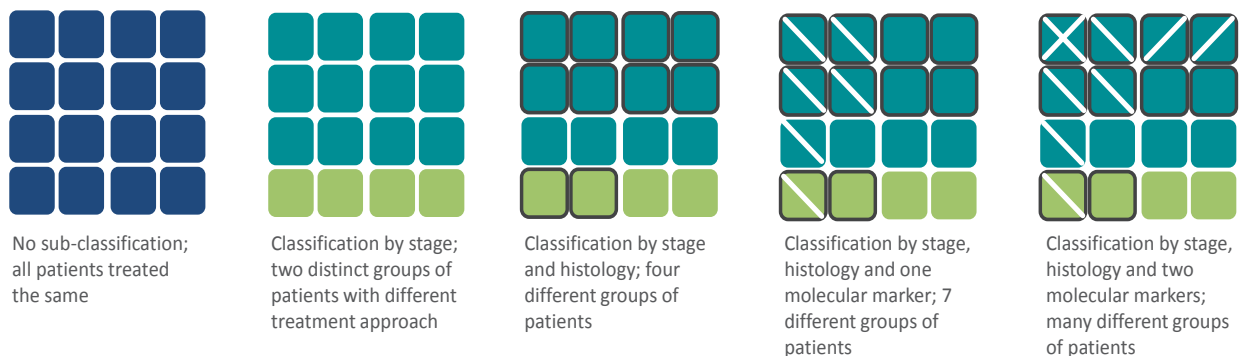 No sub-classification;
all patients treated
the same
Classification by stage;
two distinct groups of
patients with different
treatment approach
Classification by stage
and histology; four
different groups of
patients
Classification by stage,
histology and one
molecular marker; 7
different groups of
patients
Classification by stage,
histology and two
molecular markers;
many different groups
of patients